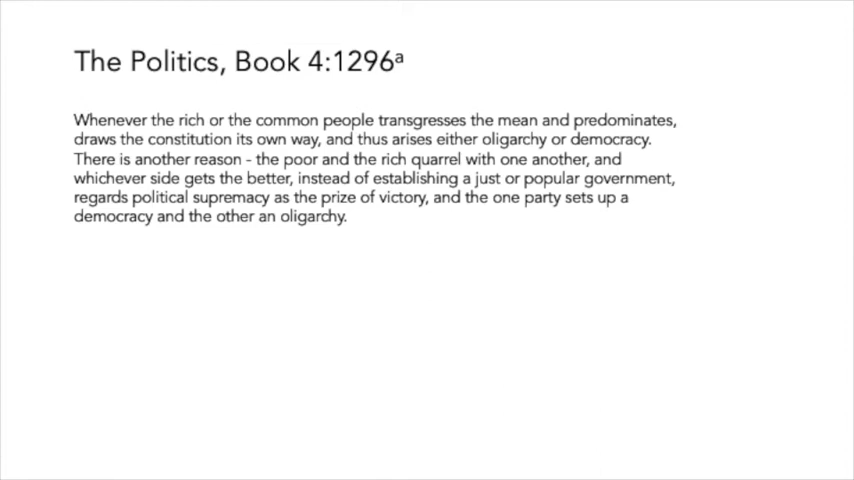 The Politics, Book 4:1296ᵃ
Whenever the rich or the common people transgresses the mean and predominates,
draws the constitution its own way, and thus arises either oligarchy or democracy.
There is another reason - the poor and the rich quarrel with one another, and
whichever side gets the better, instead of establishing a just or popular government,
regards political supremacy as the prize of victory, and the one party sets up a
democracy and the other an oligarchy.